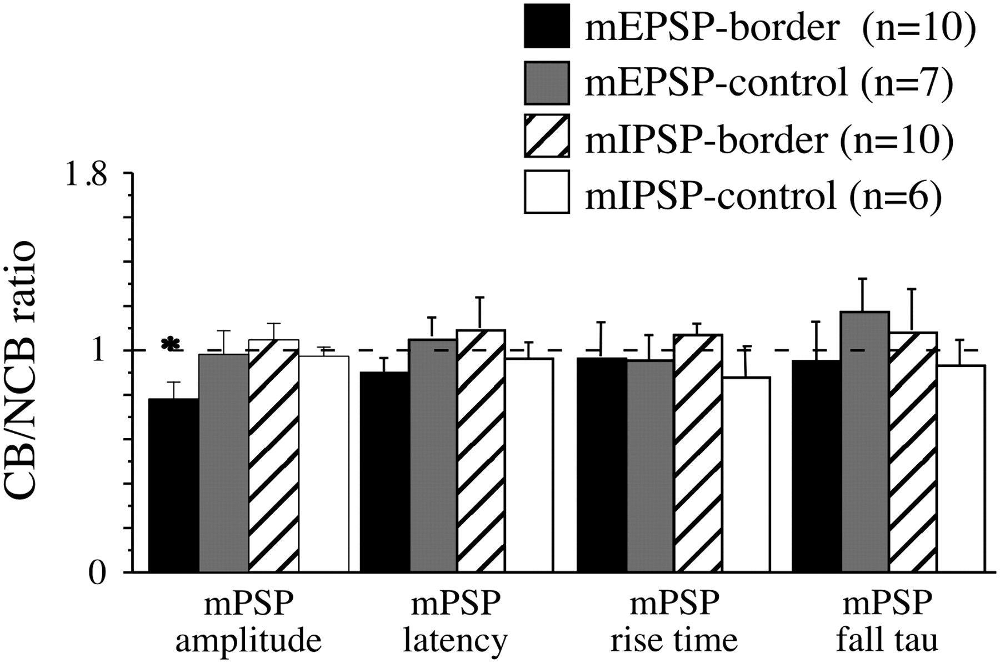 mEPSP-border (n=10)
mEPSP-control (n=7)
mIPSP-border (n=10)
mIPSP-control (n=6)
CB/NCB ratio
1.8
1
0
*
mPSP
amplitude
mPSP
latency
mPSP
rise time
mPSP
fall tau